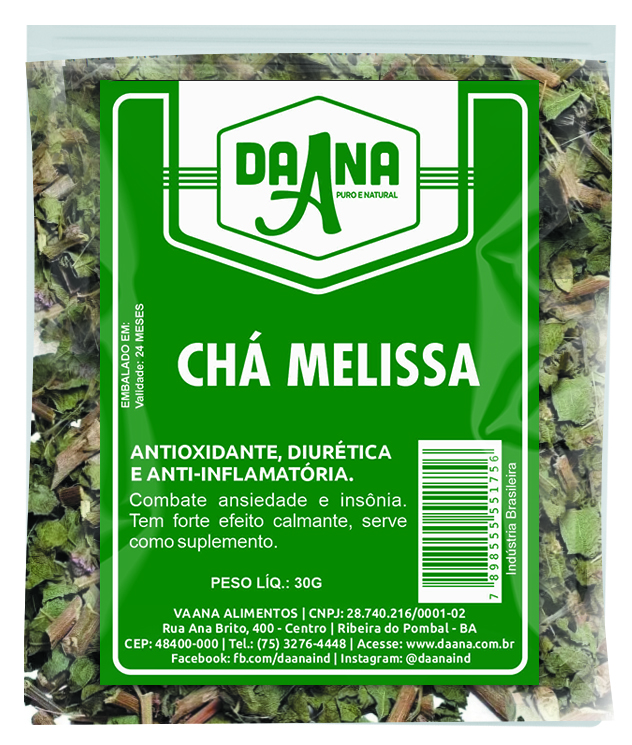 DAANA
PURO E NATURAL
EMBALADO EM:
Validade: 24 MESES
CHÁ MELISSA
ANTIOXIDANTE, DIURÉTICA
E ANTI-INFLAMATÓRIA.
Combate ansiedade e insônia.
Tem forte efeito calmante, serve
como suplemento.
PESO LÍQ.: 30G
7 898555 551756
Indústria Brasileira
VAANA ALIMENTOS | CNPJ: 28.740.216/0001-02
Rua Ana Brito, 400 - Centro | Ribeira do Pombal - BA
CEP: 48400-000 | Tel.: (75) 3276-4448 | Acesse: www.daana.com.br
Facebook: fb.com/daanaind | Instagram: @daanaind